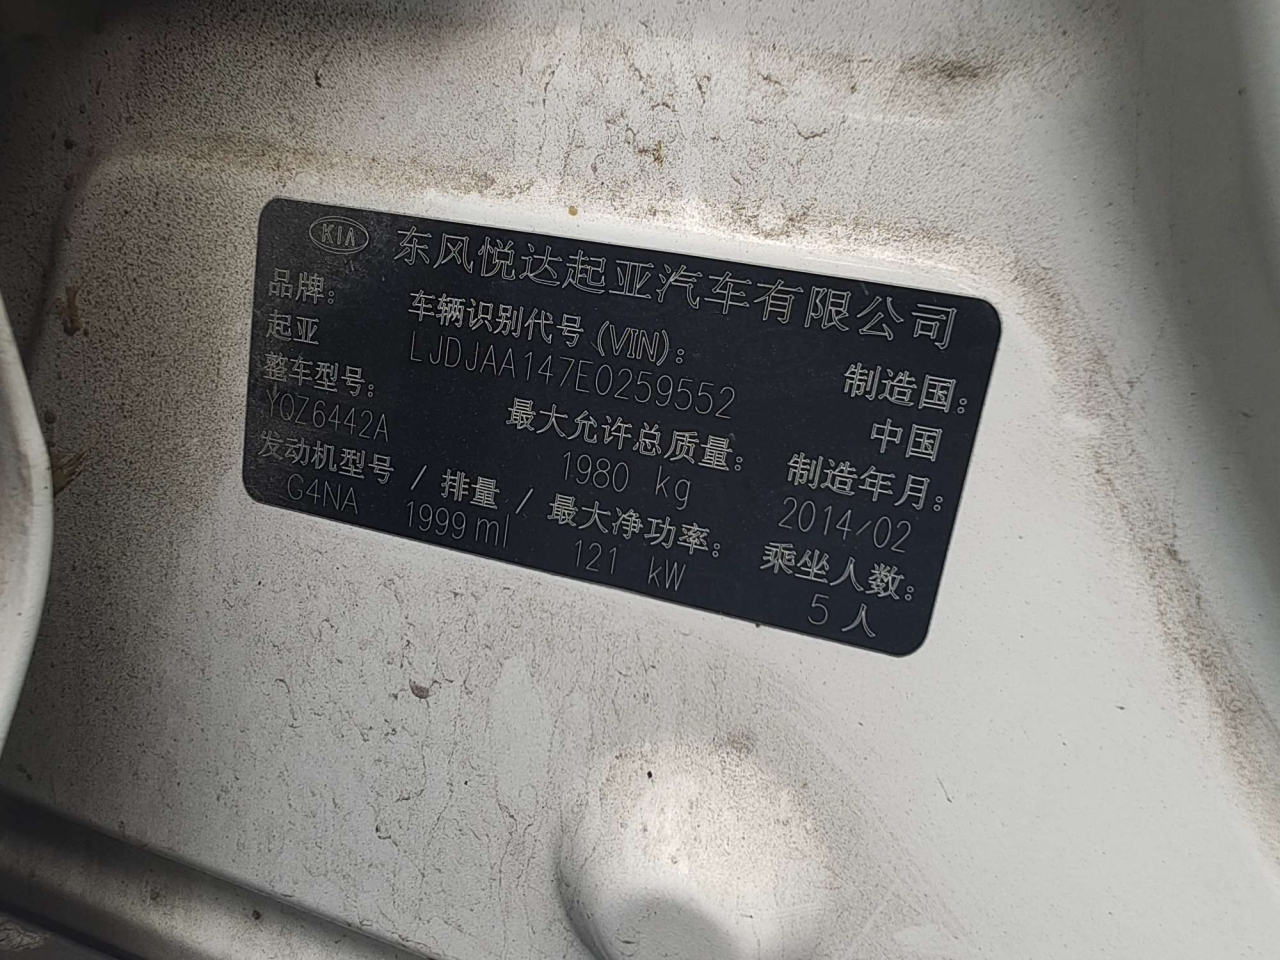 KIA 东风悦达起亚汽车有限公司
品牌: 车辆识别代号(VIN): 制造国:
起亚 LJDJAA147E0259552 中国
整车型号: 最大允许总质量: 制造年月:
YQZ6442A 1980 kg 2014/02
发动机型号 / 排量 / 最大净功率: 乘坐人数:
G4NA 1999 ml 121 kW 5人